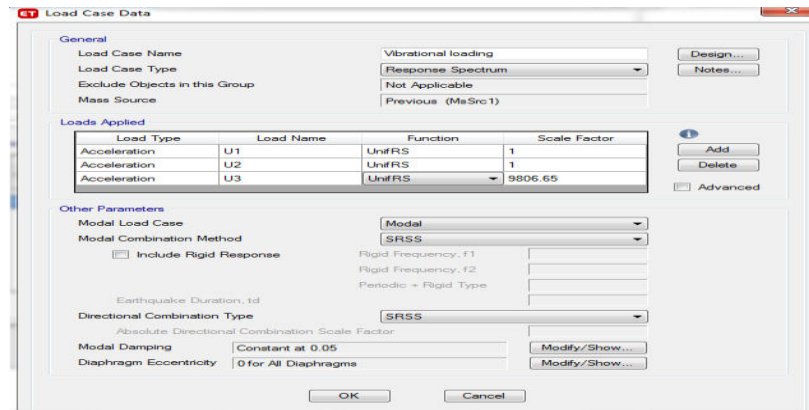 ET Load Case Data
General
Load Case Name Vibrational loading Design...
Load Case Type Response Spectrum Notes...
Exclude Objects in this Group Not Applicable
Mass Source Previous (MsSrc1)
Loads Applied
Load Type Load Name Function Scale Factor
Acceleration U1 UnifRS 1 Add
Acceleration U2 UnifRS 1 Delete
Acceleration U3 UnifRS 9806.65
Advanced
Other Parameters
Modal Load Case Modal
Modal Combination Method SRSS
Include Rigid Response Rigid Frequency, f1
Rigid Frequency, f2
Periodic + Rigid Type
Earthquake Duration, td
Directional Combination Type SRSS
Absolute Directional Combination Scale Factor
Modal Damping Constant at 0.05 Modify/Show...
Diaphragm Eccentricity 0 for All Diaphragms Modify/Show...
OK Cancel